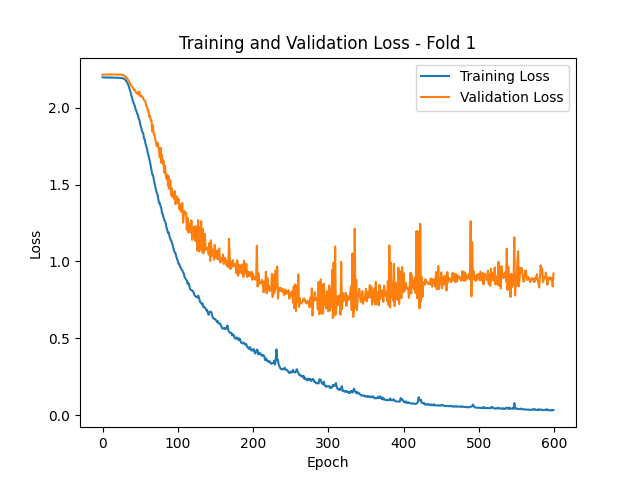 Training and Validation Loss - Fold 1
Training Loss
Validation Loss
Loss
2.0
1.5
1.0
0.5
0.0
0 100 200 300 400 500 600
Epoch